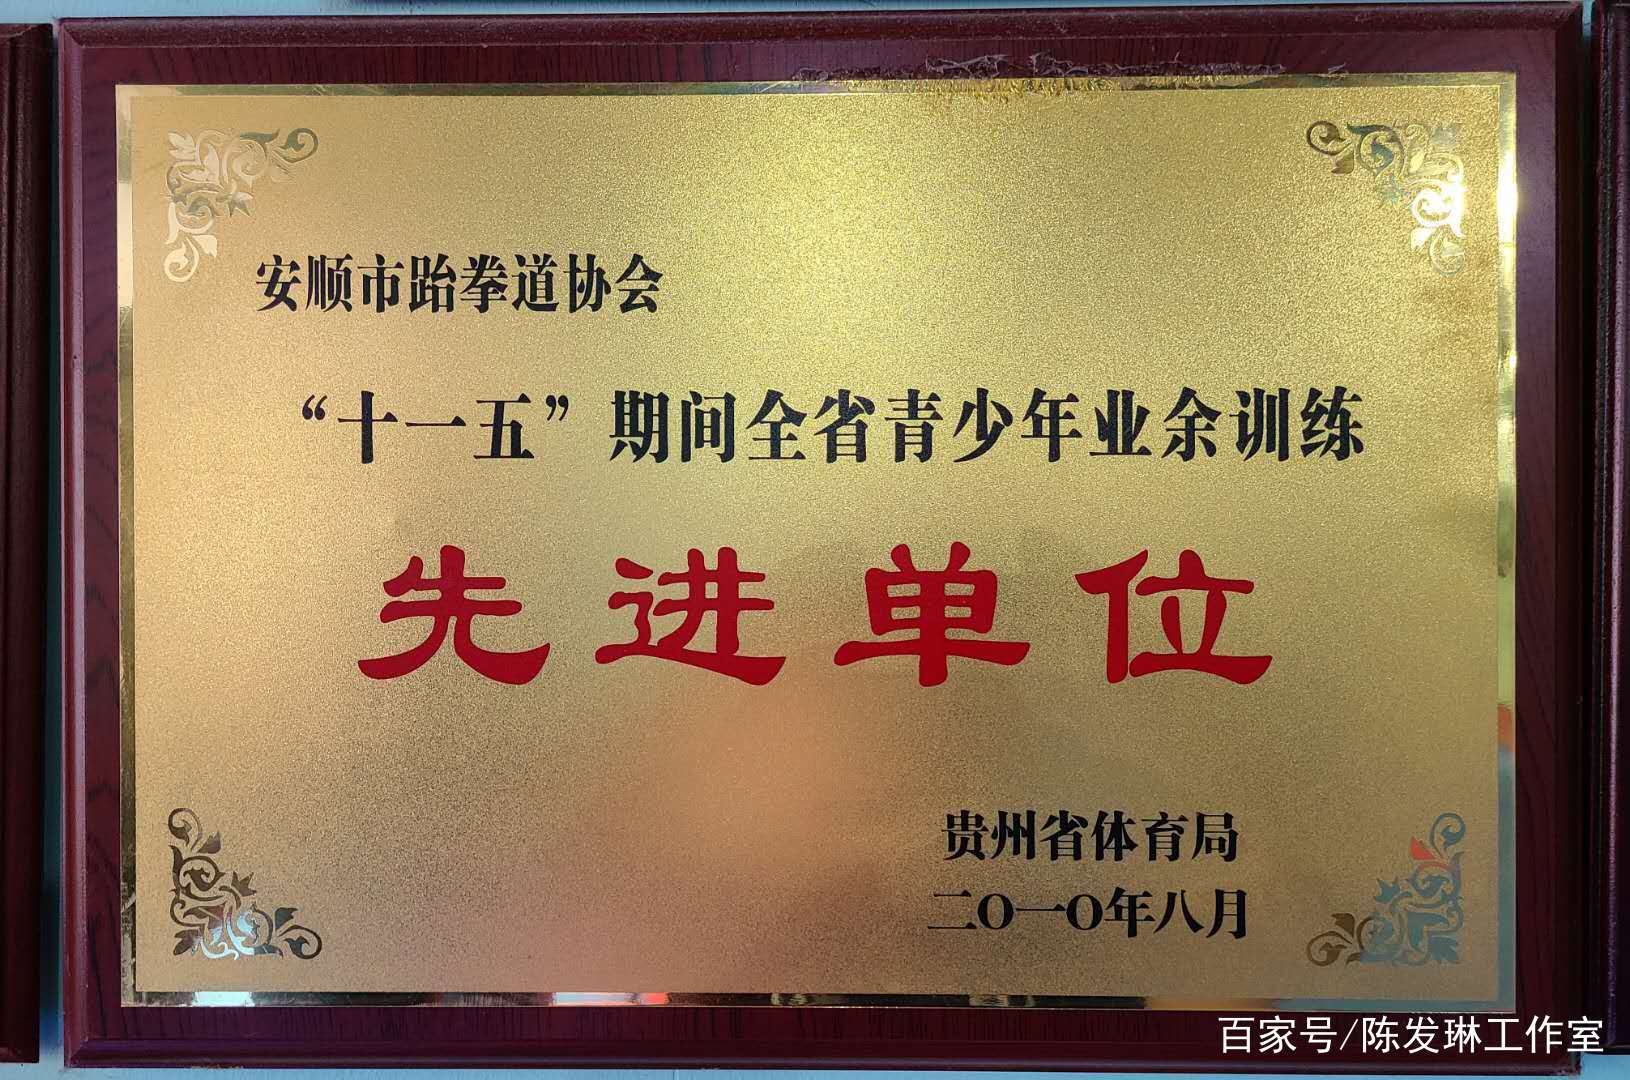 安顺市跆拳道协会
“十一五”期间全省青少年业余训练
先进单位
贵州省体育局
二〇一〇年八月
百家号/陈发琳工作室